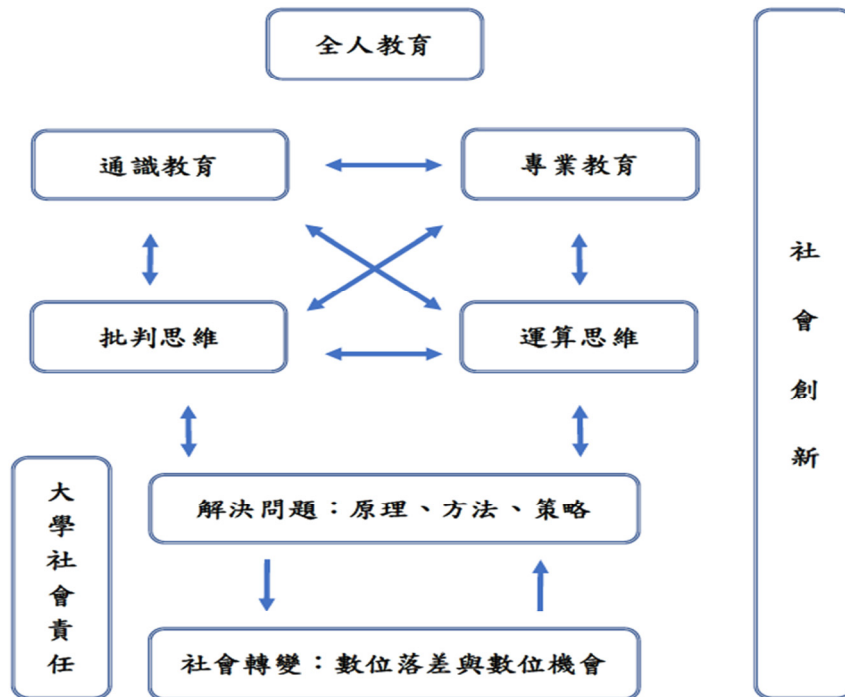 全人教育
通識教育
專業教育
批判思維
運算思維
解決問題：原理、方法、策略
社會轉變：數位落差與數位機會
大學社會責任
社會創新